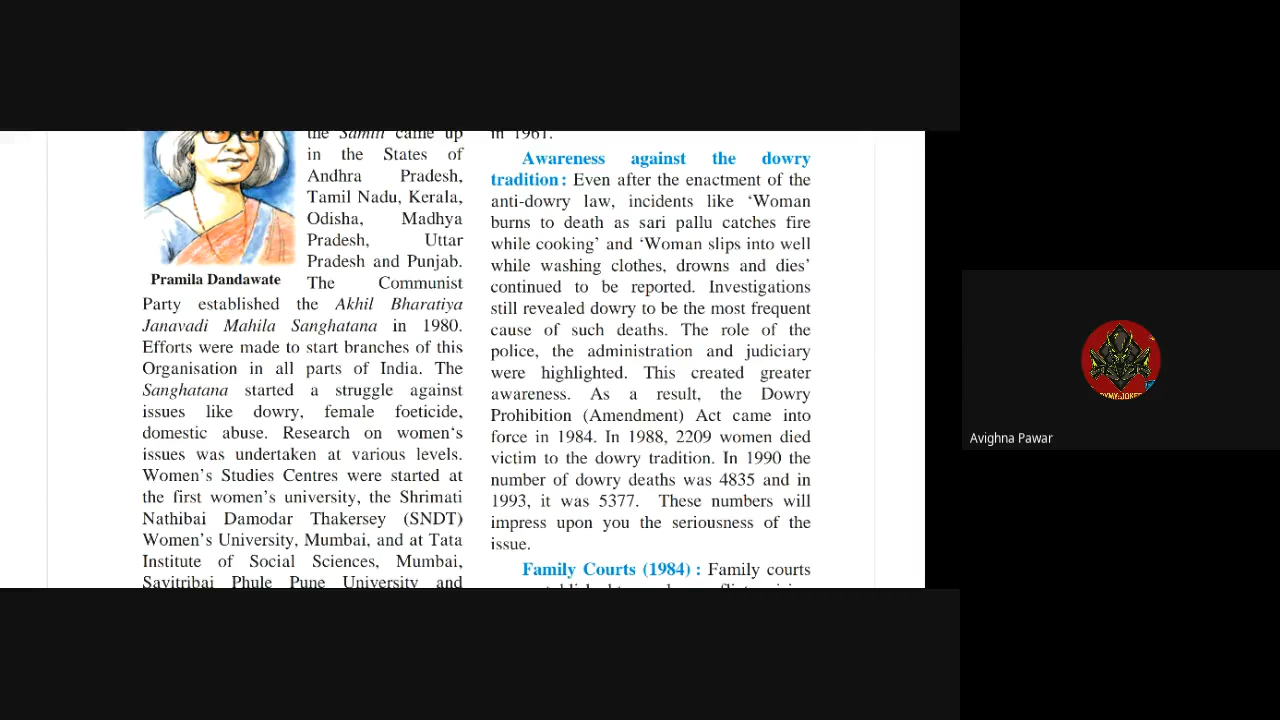 the Samiti came up
in the States of
Andhra Pradesh,
Tamil Nadu, Kerala,
Odisha, Madhya
Pradesh, Uttar
Pradesh and Punjab.
Pramila Dandawate
The Communist
Party established the Akhil Bharatiya
Janavadi Mahila Sanghatana in 1980.
Efforts were made to start branches of this
Organisation in all parts of India. The
Sanghatana started a struggle against
issues like dowry, female foeticide,
domestic abuse. Research on women‘s
issues was undertaken at various levels.
Women’s Studies Centres were started at
the first women’s university, the Shrimati
Nathibai Damodar Thakersey (SNDT)
Women’s University, Mumbai, and at Tata
Institute of Social Sciences, Mumbai,
Savitribai Phule Pune University and
in 1961.
Awareness against the dowry
tradition : Even after the enactment of the
anti-dowry law, incidents like ‘Woman
burns to death as sari pallu catches fire
while cooking’ and ‘Woman slips into well
while washing clothes, drowns and dies’
continued to be reported. Investigations
still revealed dowry to be the most frequent
cause of such deaths. The role of the
police, the administration and judiciary
were highlighted. This created greater
awareness. As a result, the Dowry
Prohibition (Amendment) Act came into
force in 1984. In 1988, 2209 women died
victim to the dowry tradition. In 1990 the
number of dowry deaths was 4835 and in
1993, it was 5377. These numbers will
impress upon you the seriousness of the
issue.
Family Courts (1984) : Family courts
Avighna Pawar